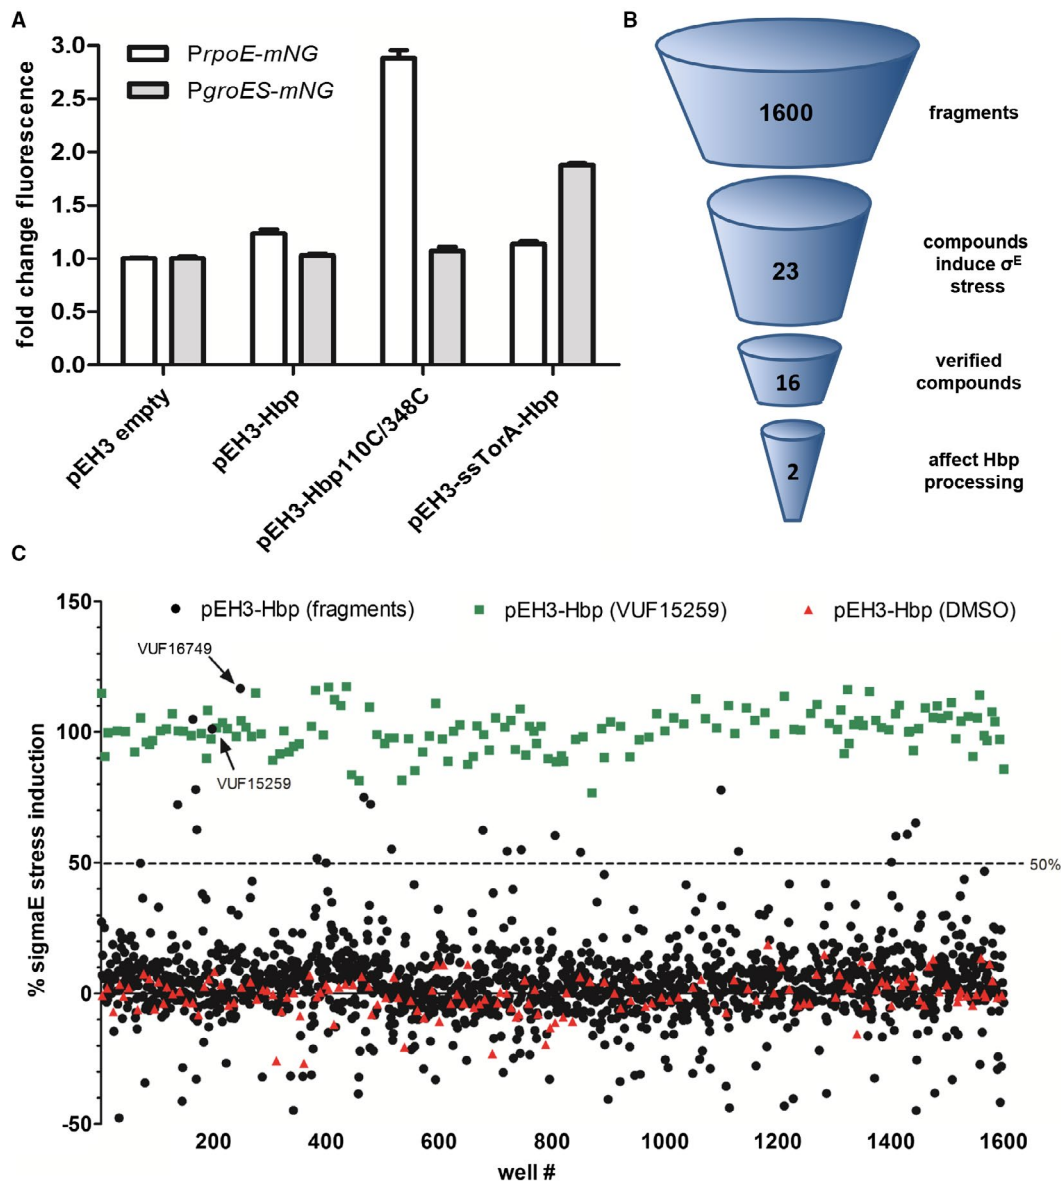 A
fold change fluorescence
3.0
2.5
2.0
1.5
1.0
0.5
0.0
PrpoE-mNG
PgroES-mNG
pEH3 empty
pEH3-Hbp
pEH3-Hbp110C/348C
pEH3-ssTorA-Hbp
B
1600
fragments
23
compounds
induce σᴱ
stress
16
verified
compounds
2
affect Hbp
processing
C
% sigmaE stress induction
150
100
50
0
-50
pEH3-Hbp (fragments)
pEH3-Hbp (VUF15259)
pEH3-Hbp (DMSO)
VUF16749
VUF15259
50%
200
400
600
800
1000
1200
1400
1600
well #